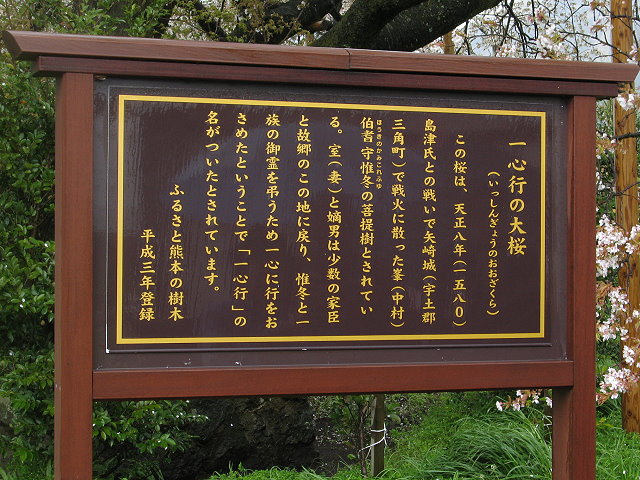 一心行の大桜
(いっしんぎょうのおおざくら)
この桜は、天正八年(一五八〇)
島津氏との戦いで矢崎城(宇土郡
三角町)で戦火に散った峯(中村)
ほうきのかみこれふゆ
伯耆守惟冬の菩提樹とされてい
る。室(妻)と嫡男は少数の家臣
と故郷のこの地に戻り、惟冬と一
族の御霊を弔うため一心に行をお
さめたということで「一心行」の
名がついたとされています。
ふるさと熊本の樹木
平成三年登録